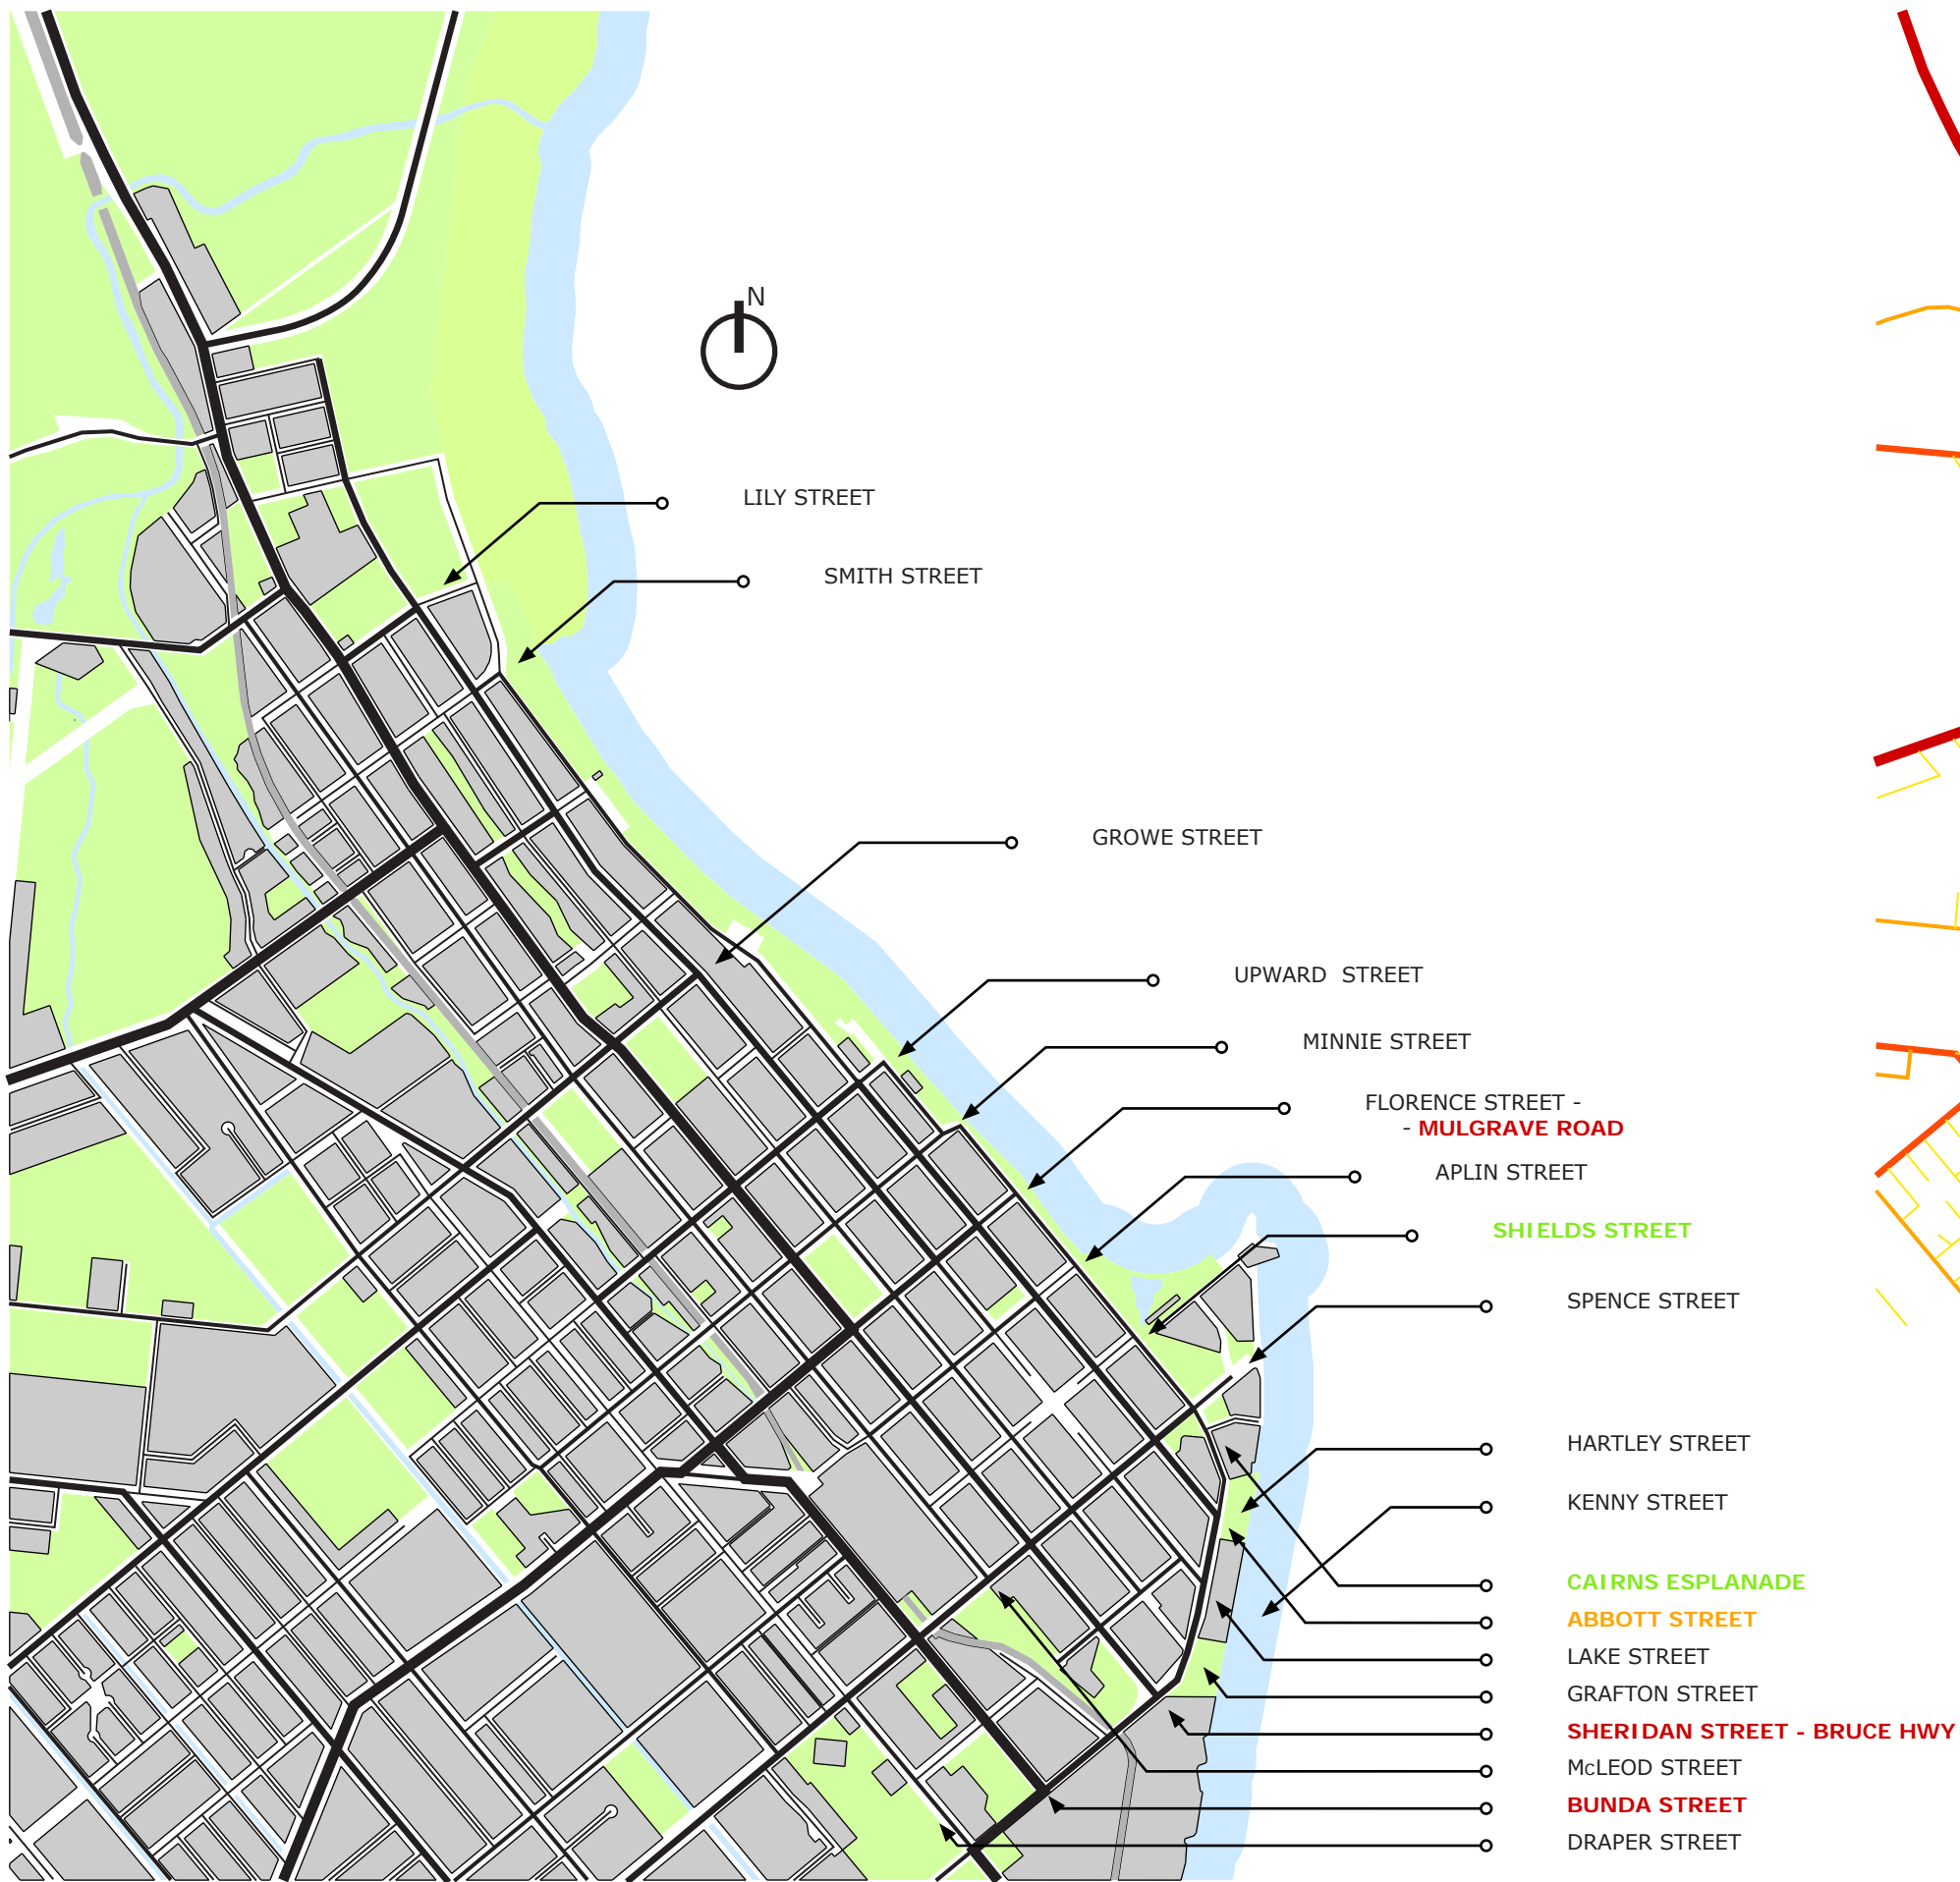 N
LILY STREET
SMITH STREET
GROWE STREET
UPWARD STREET
MINNIE STREET
FLORENCE STREET -
- MULGRAVE ROAD
APLIN STREET
SHIELDS STREET
SPENCE STREET
HARTLEY STREET
KENNY STREET
CAIRNS ESPLANADE
ABBOTT STREET
LAKE STREET
GRAFTON STREET
SHERIDAN STREET - BRUCE HWY
McLEOD STREET
BUNDA STREET
DRAPER STREET